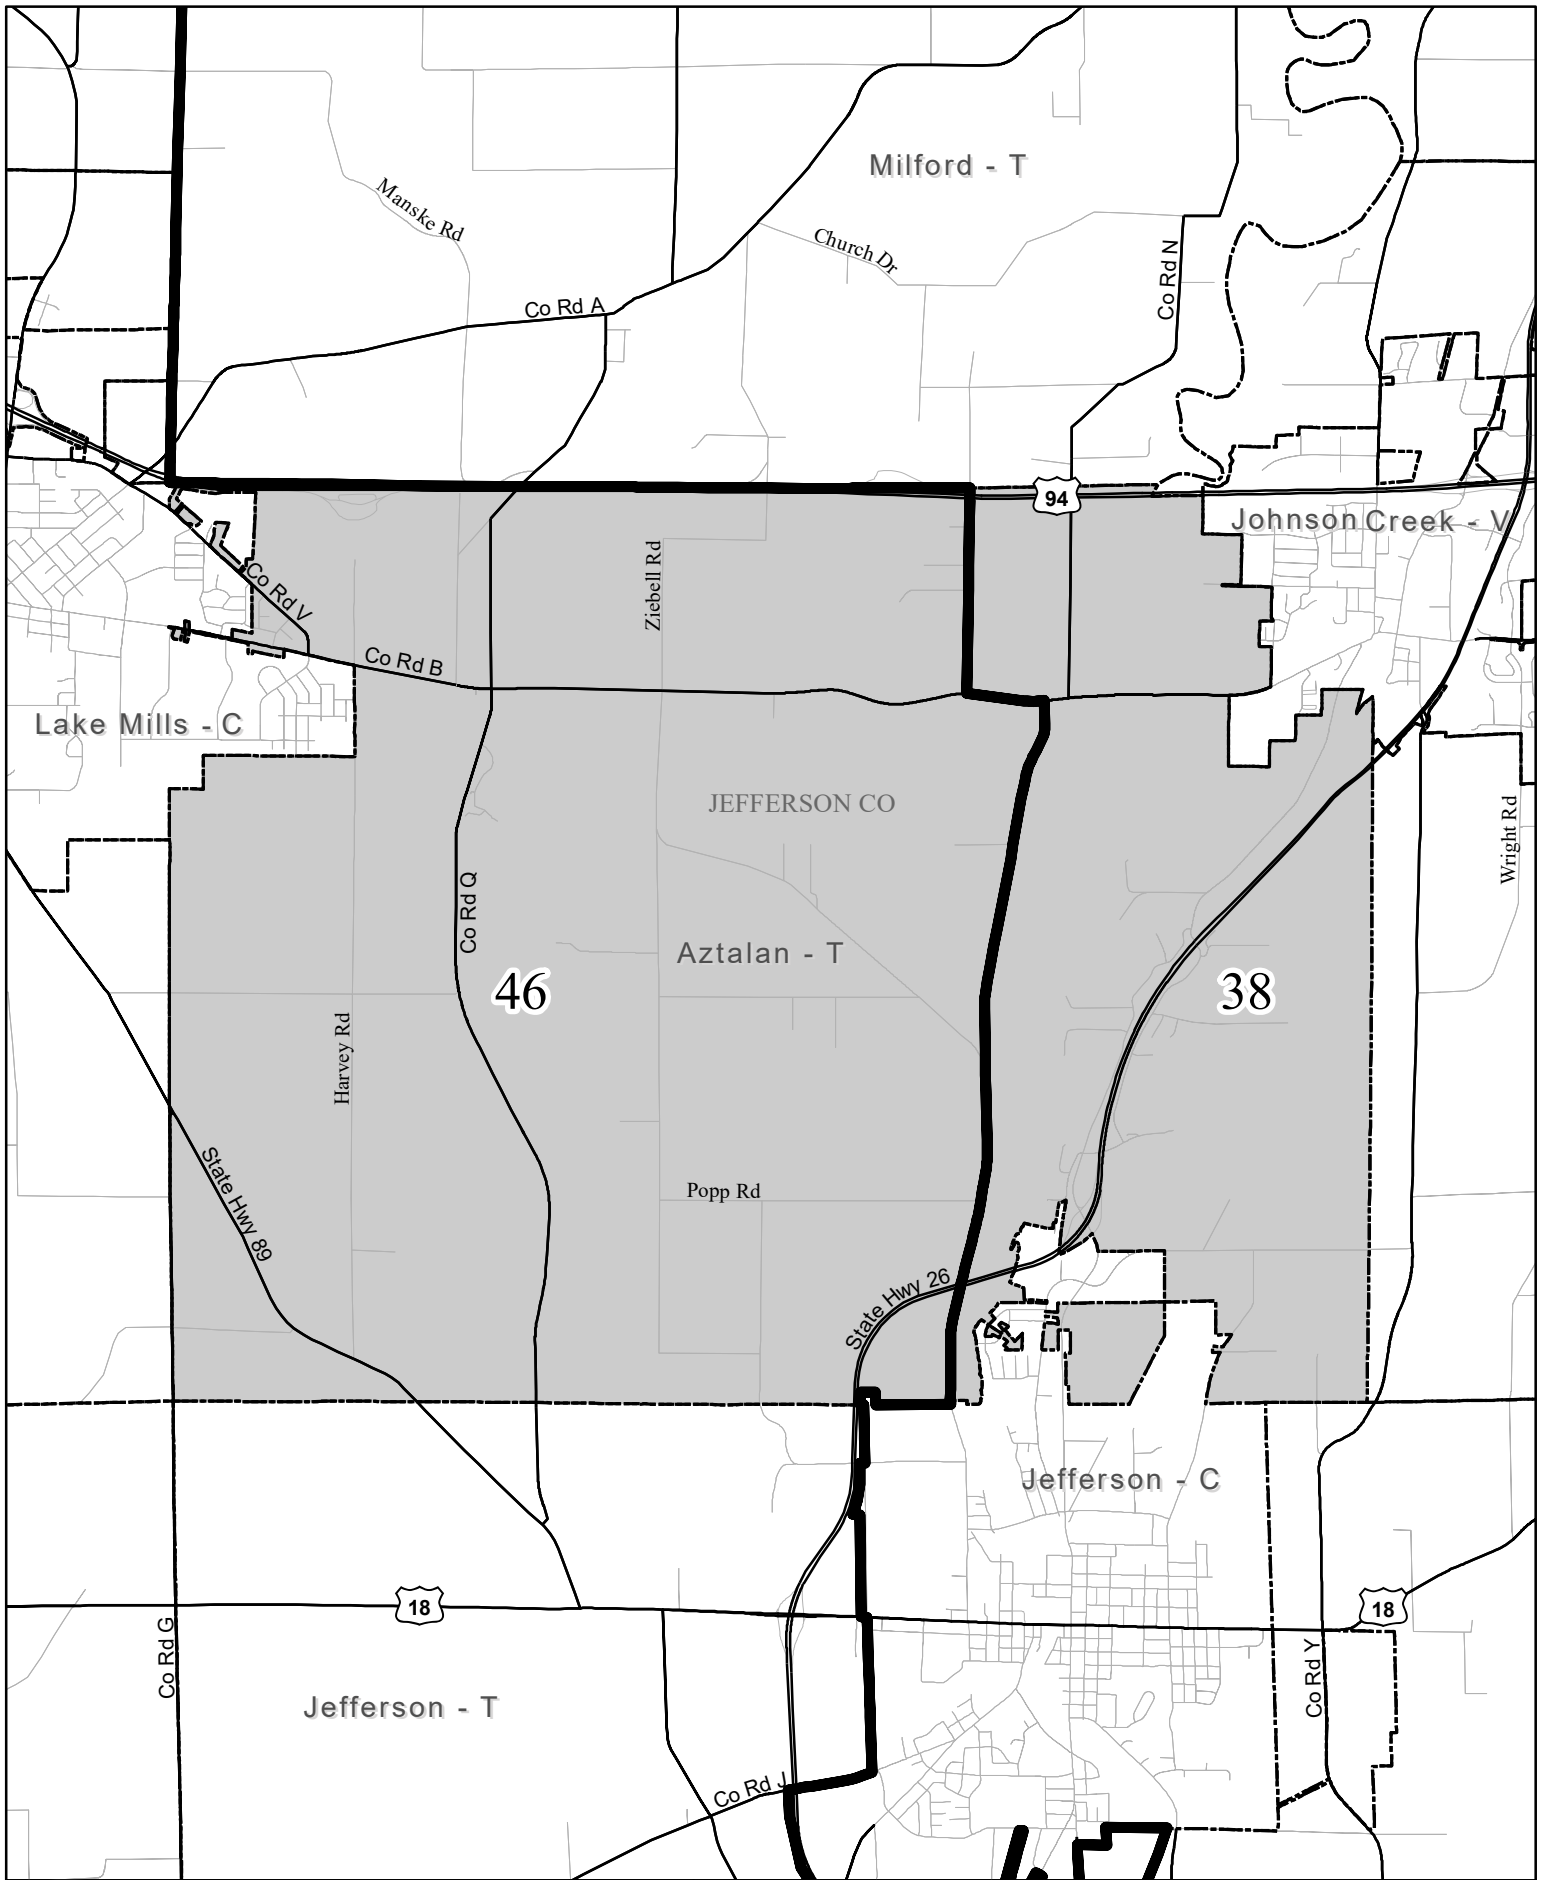 Milford - T
Manske Rd
Church Dr
Co Rd N
Co Rd A
94
Johnson Creek - V
Ziebell Rd
Co Rd V
Co Rd B
Lake Mills - C
JEFFERSON CO
Wright Rd
Co Rd Q
Aztalan - T
46
38
Harvey Rd
State Hwy 89
Popp Rd
State Hwy 26
Jefferson - C
18
18
Co Rd G
Co Rd Y
Jefferson - T
Co Rd J